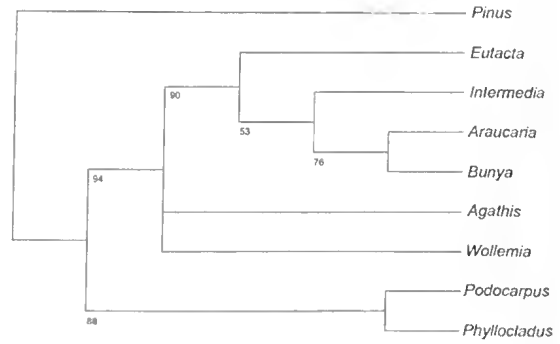 Pinus
Eutacta
90
Intermedia
Araucaria
53
76
Bunya
94
Agathis
Wollemia
Podocarpus
88
Phyllocladus